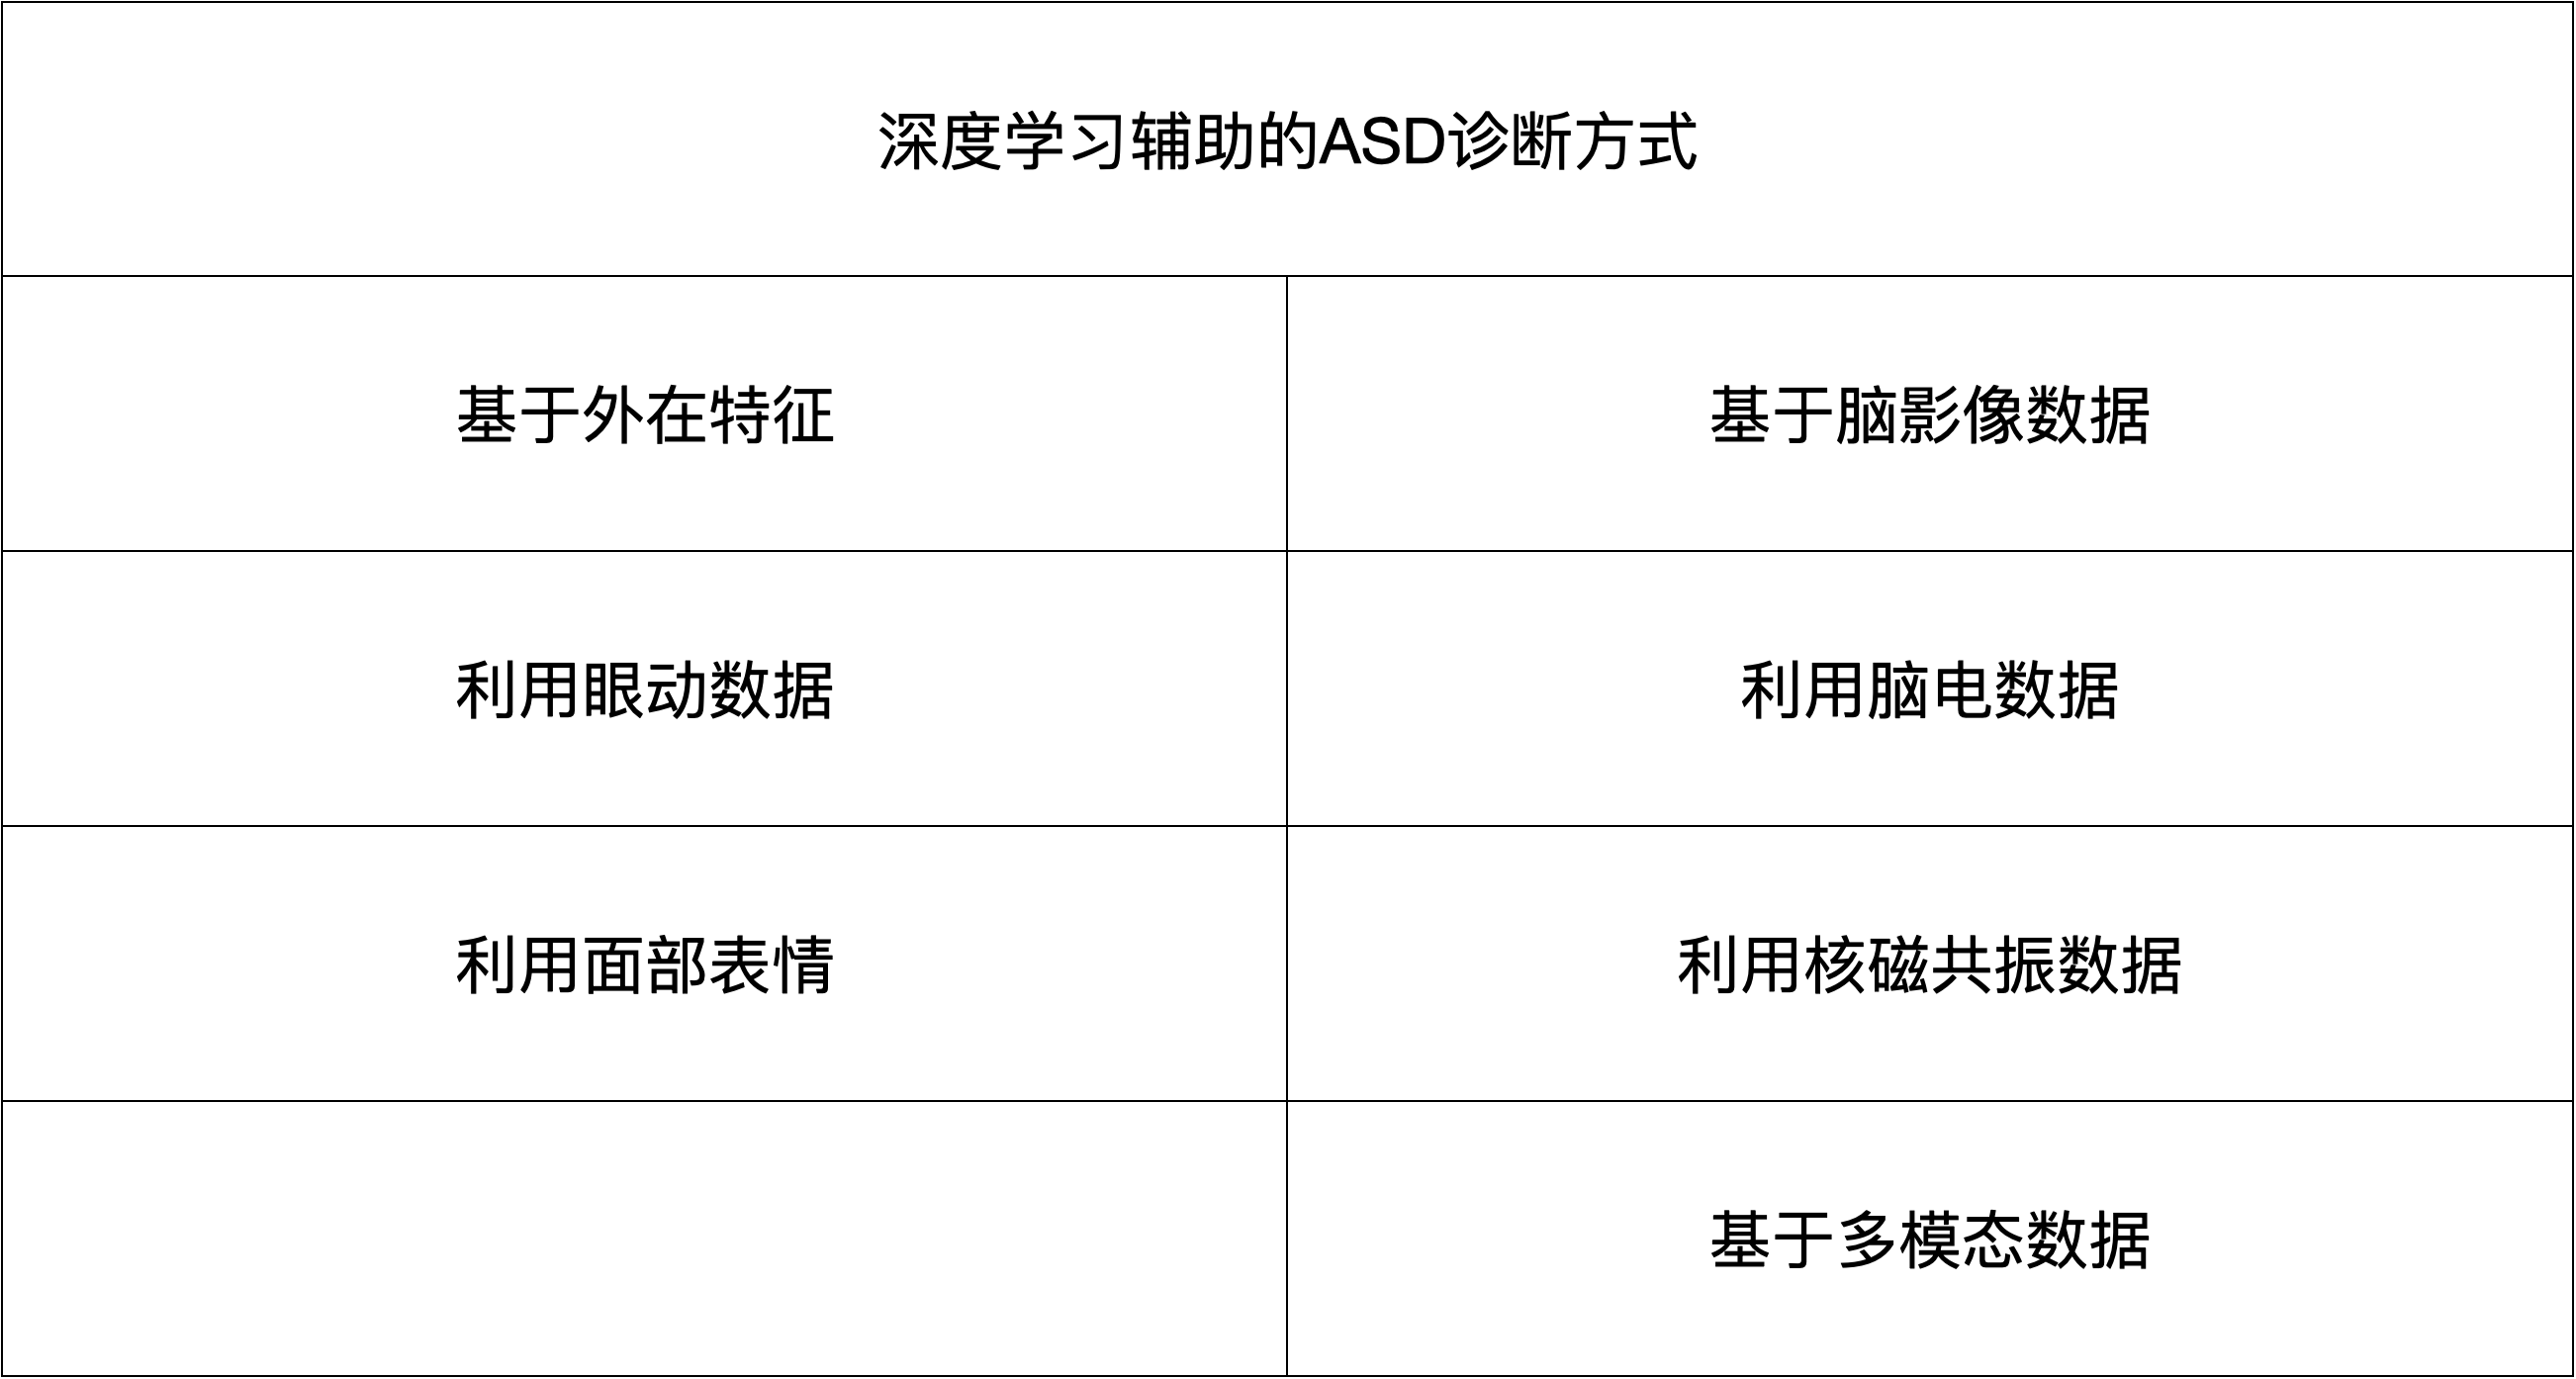 深度学习辅助的ASD诊断方式
基于外在特征
基于脑影像数据
利用眼动数据
利用脑电数据
利用面部表情
利用核磁共振数据
基于多模态数据